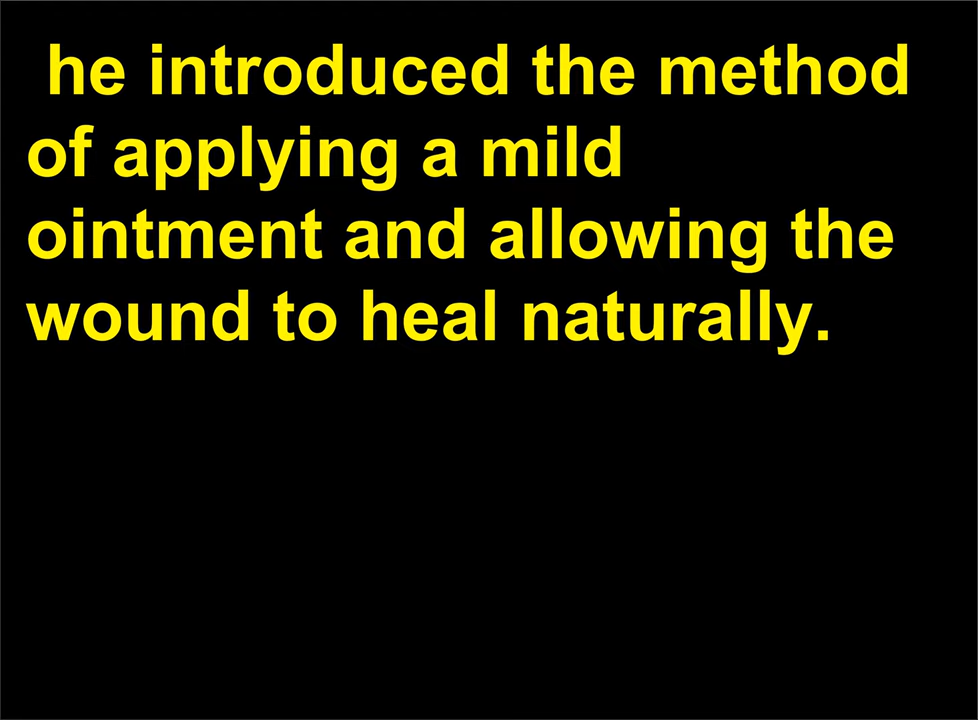 he introduced the method
of applying a mild
ointment and allowing the
wound to heal naturally.